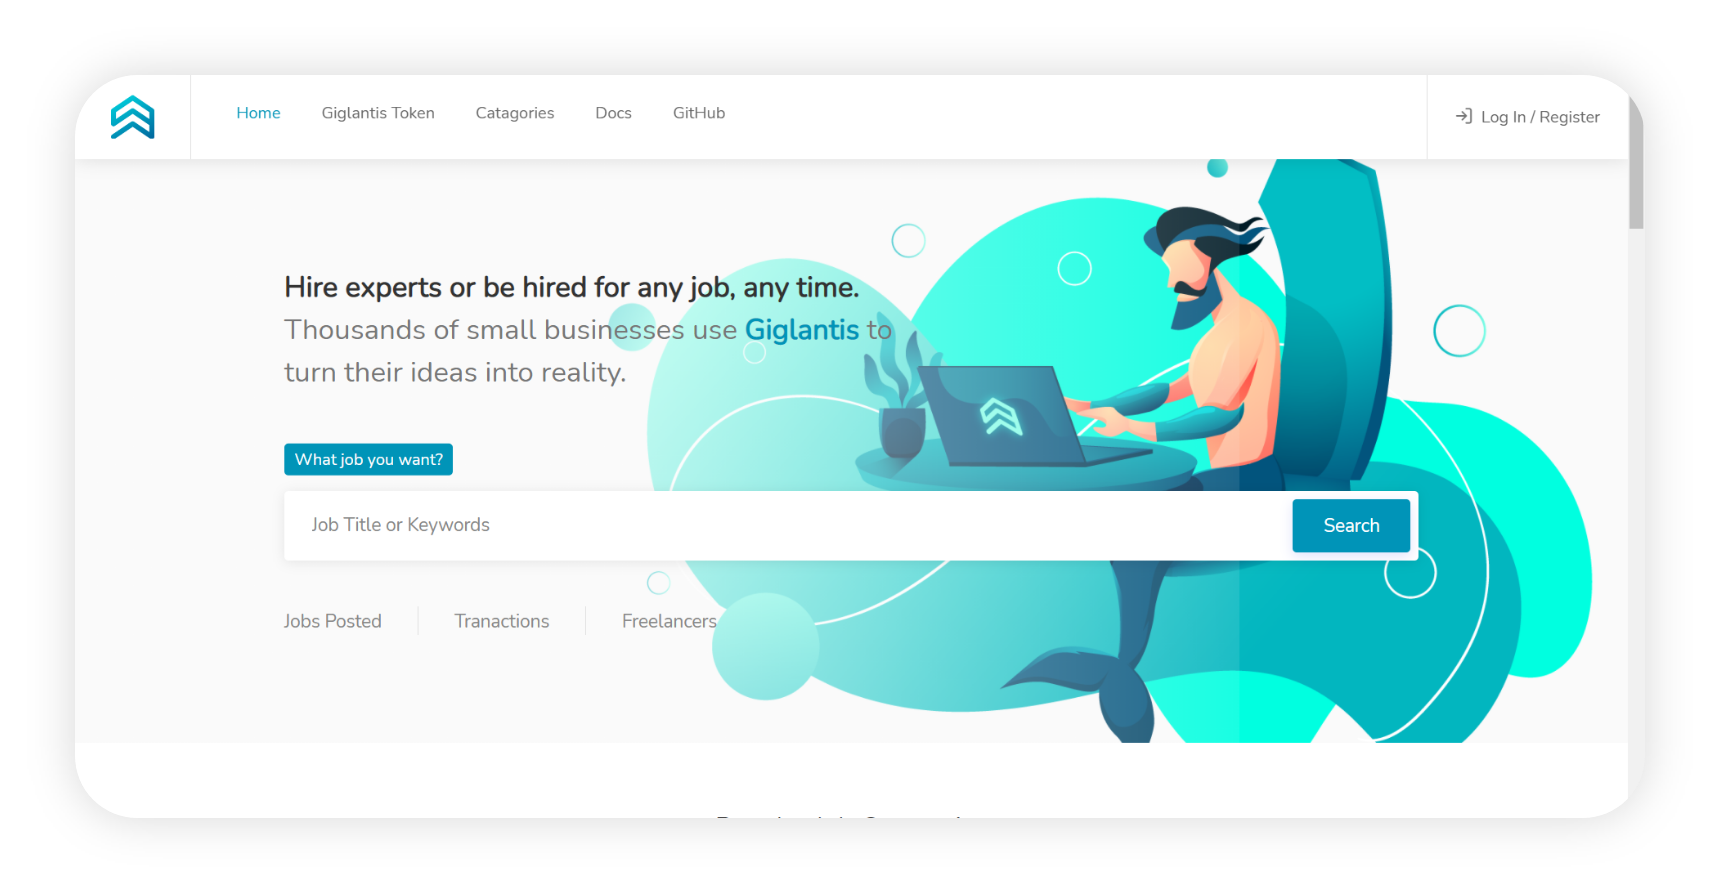 Home Giglantis Token Catagories Docs GitHub Log In / Register
Hire experts or be hired for any job, any time.
Thousands of small businesses use Giglantis to
turn their ideas into reality.
What job you want?
Job Title or Keywords Search
Jobs Posted Tranactions Freelancers